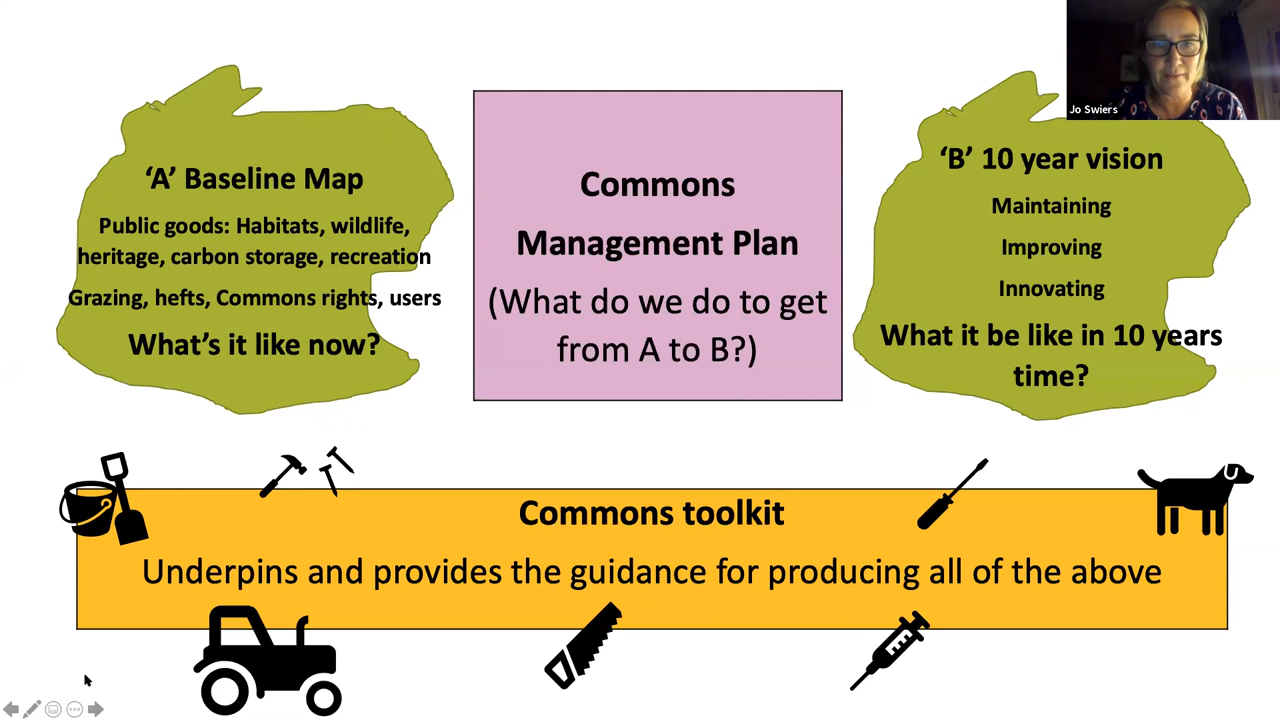 Jo Swiers
‘A’ Baseline Map
Public goods: Habitats, wildlife,
heritage, carbon storage, recreation
Grazing, hefts, Commons rights, users
What’s it like now?
Commons
Management Plan
(What do we do to get
from A to B?)
‘B’ 10 year vision
Maintaining
Improving
Innovating
What it be like in 10 years
time?
Commons toolkit
Underpins and provides the guidance for producing all of the above